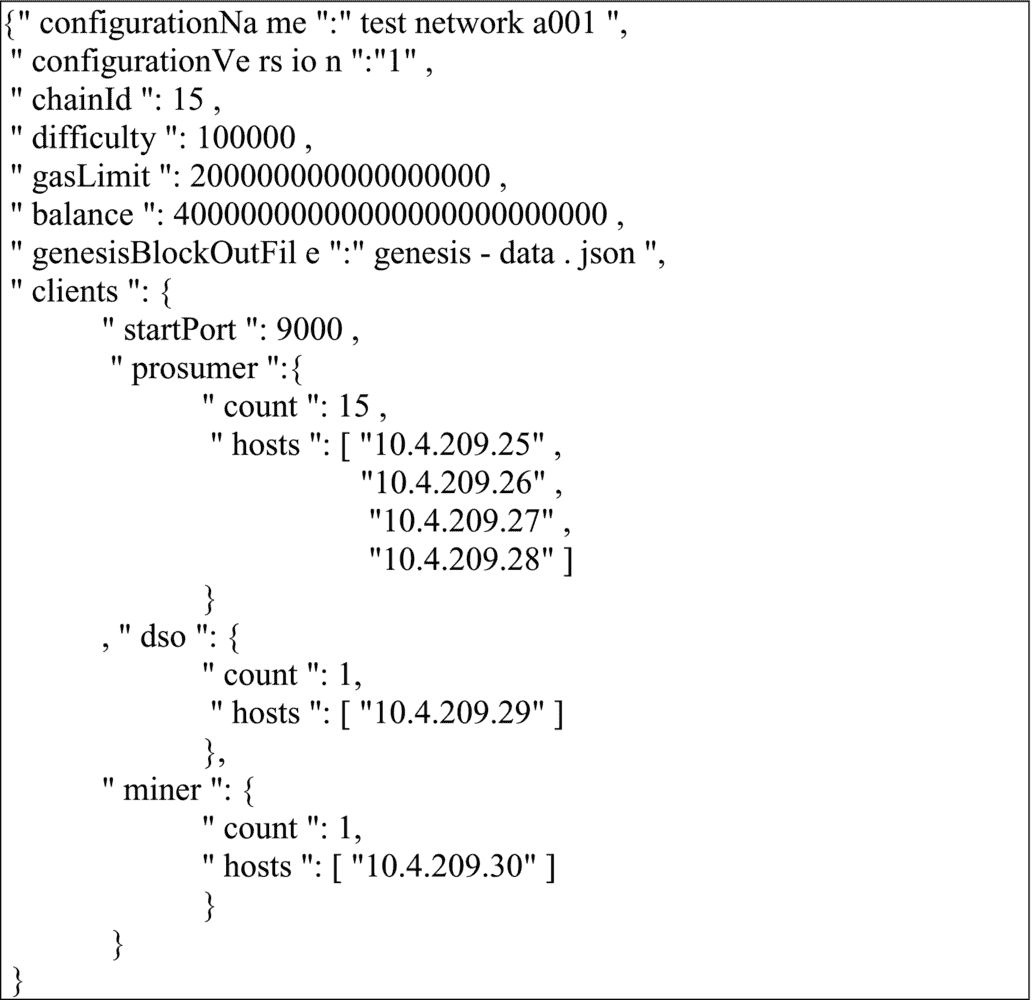 {" configurationNa me ":" test network a001 ",
" configurationVe rs io n ":"1" ,
" chainId ": 15 ,
" difficulty ": 100000 ,
" gasLimit ": 200000000000000000 ,
" balance ": 40000000000000000000000000 ,
" genesisBlockOutFil e ":" genesis - data . json ",
" clients ": {
" startPort ": 9000 ,
" prosumer ":{
" count ": 15 ,
" hosts ": [ "10.4.209.25" ,
"10.4.209.26" ,
"10.4.209.27" ,
"10.4.209.28" ]
}
, " dso ": {
" count ": 1,
" hosts ": [ "10.4.209.29" ]
},
" miner ": {
" count ": 1,
" hosts ": [ "10.4.209.30" ]
}
}
}